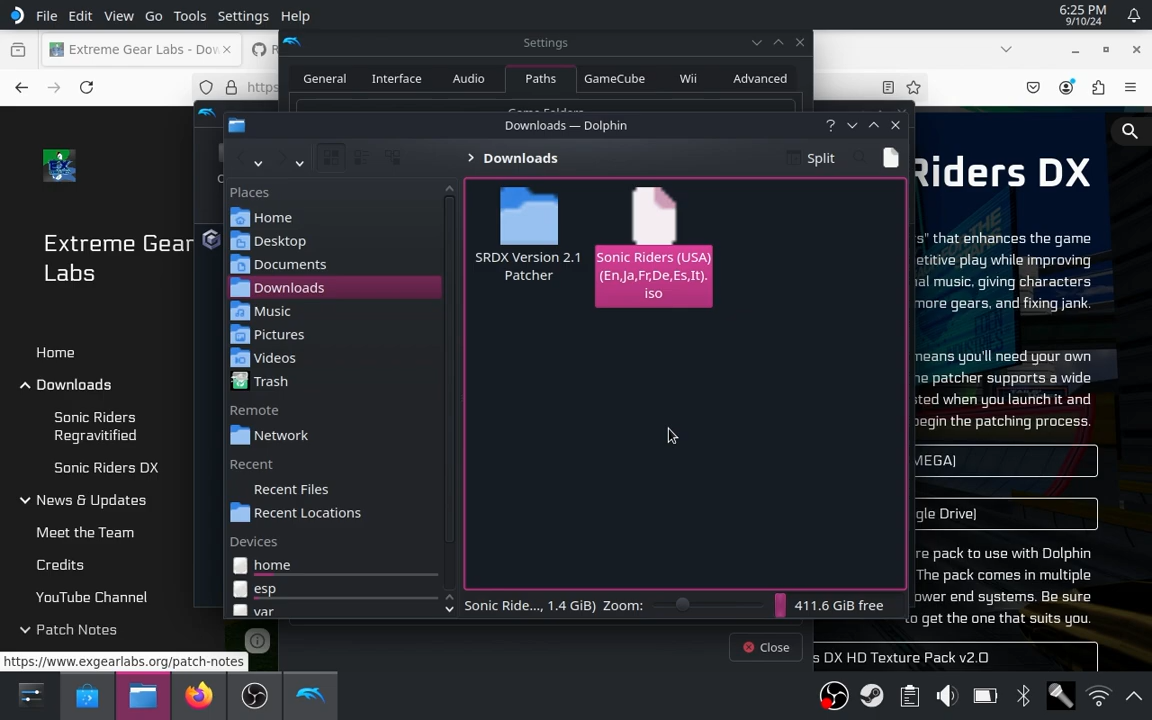 File Edit View Go Tools Settings Help
6:25 PM
9/10/24
Extreme Gear Labs - Dow
Settings
https
General Interface Audio Paths GameCube Wii Advanced
Downloads — Dolphin
Downloads
Split
Places
Home
Desktop
Documents
Downloads
Music
Pictures
Videos
Trash
Remote
Network
Recent
Recent Files
Recent Locations
Devices
home
esp
var
SRDX Version 2.1
Patcher
Sonic Riders (USA)
(En,Ja,Fr,De,Es,It).
iso
Sonic Ride..., 1.4 GiB) Zoom:
411.6 GiB free
Close
EX
Extreme Gear
Labs
Home
Downloads
Sonic Riders
Regravitified
Sonic Riders DX
News & Updates
Meet the Team
Credits
YouTube Channel
Patch Notes
https://www.exgearlabs.org/patch-notes
Riders DX
that enhances the game
petitive play while improving
al music, giving characters
more gears, and fixing jank.
means you'll need your own
he patcher supports a wide
sted when you launch it and
begin the patching process.
MEGA]
gle Drive]
re pack to use with Dolphin
The pack comes in multiple
ower end systems. Be sure
to get the one that suits you.
s DX HD Texture Pack v2.0